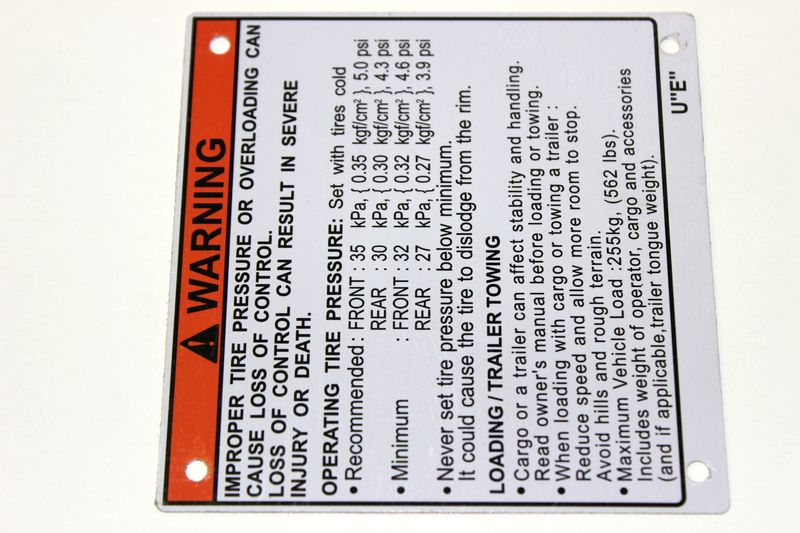 WARNING
IMPROPER TIRE PRESSURE OR OVERLOADING CAN
CAUSE LOSS OF CONTROL.
LOSS OF CONTROL CAN RESULT IN SEVERE
INJURY OR DEATH.
OPERATING TIRE PRESSURE: Set with tires cold
• Recommended : FRONT : 35 kPa, { 0.35 kgf/cm² }, 5.0 psi
REAR : 30 kPa, { 0.30 kgf/cm² }, 4.3 psi
• Minimum : FRONT : 32 kPa, { 0.32 kgf/cm² }, 4.6 psi
REAR : 27 kPa, { 0.27 kgf/cm² }, 3.9 psi
• Never set tire pressure below minimum.
It could cause the tire to dislodge from the rim.
LOADING / TRAILER TOWING
• Cargo or a trailer can affect stability and handling.
Read owner's manual before loading or towing.
• When loading with cargo or towing a trailer :
Reduce speed and allow more room to stop.
Avoid hills and rough terrain.
• Maximum Vehicle Load :255kg, (562 lbs).
Includes weight of operator, cargo and accessories
(and if applicable,trailer tongue weight).
U"E"